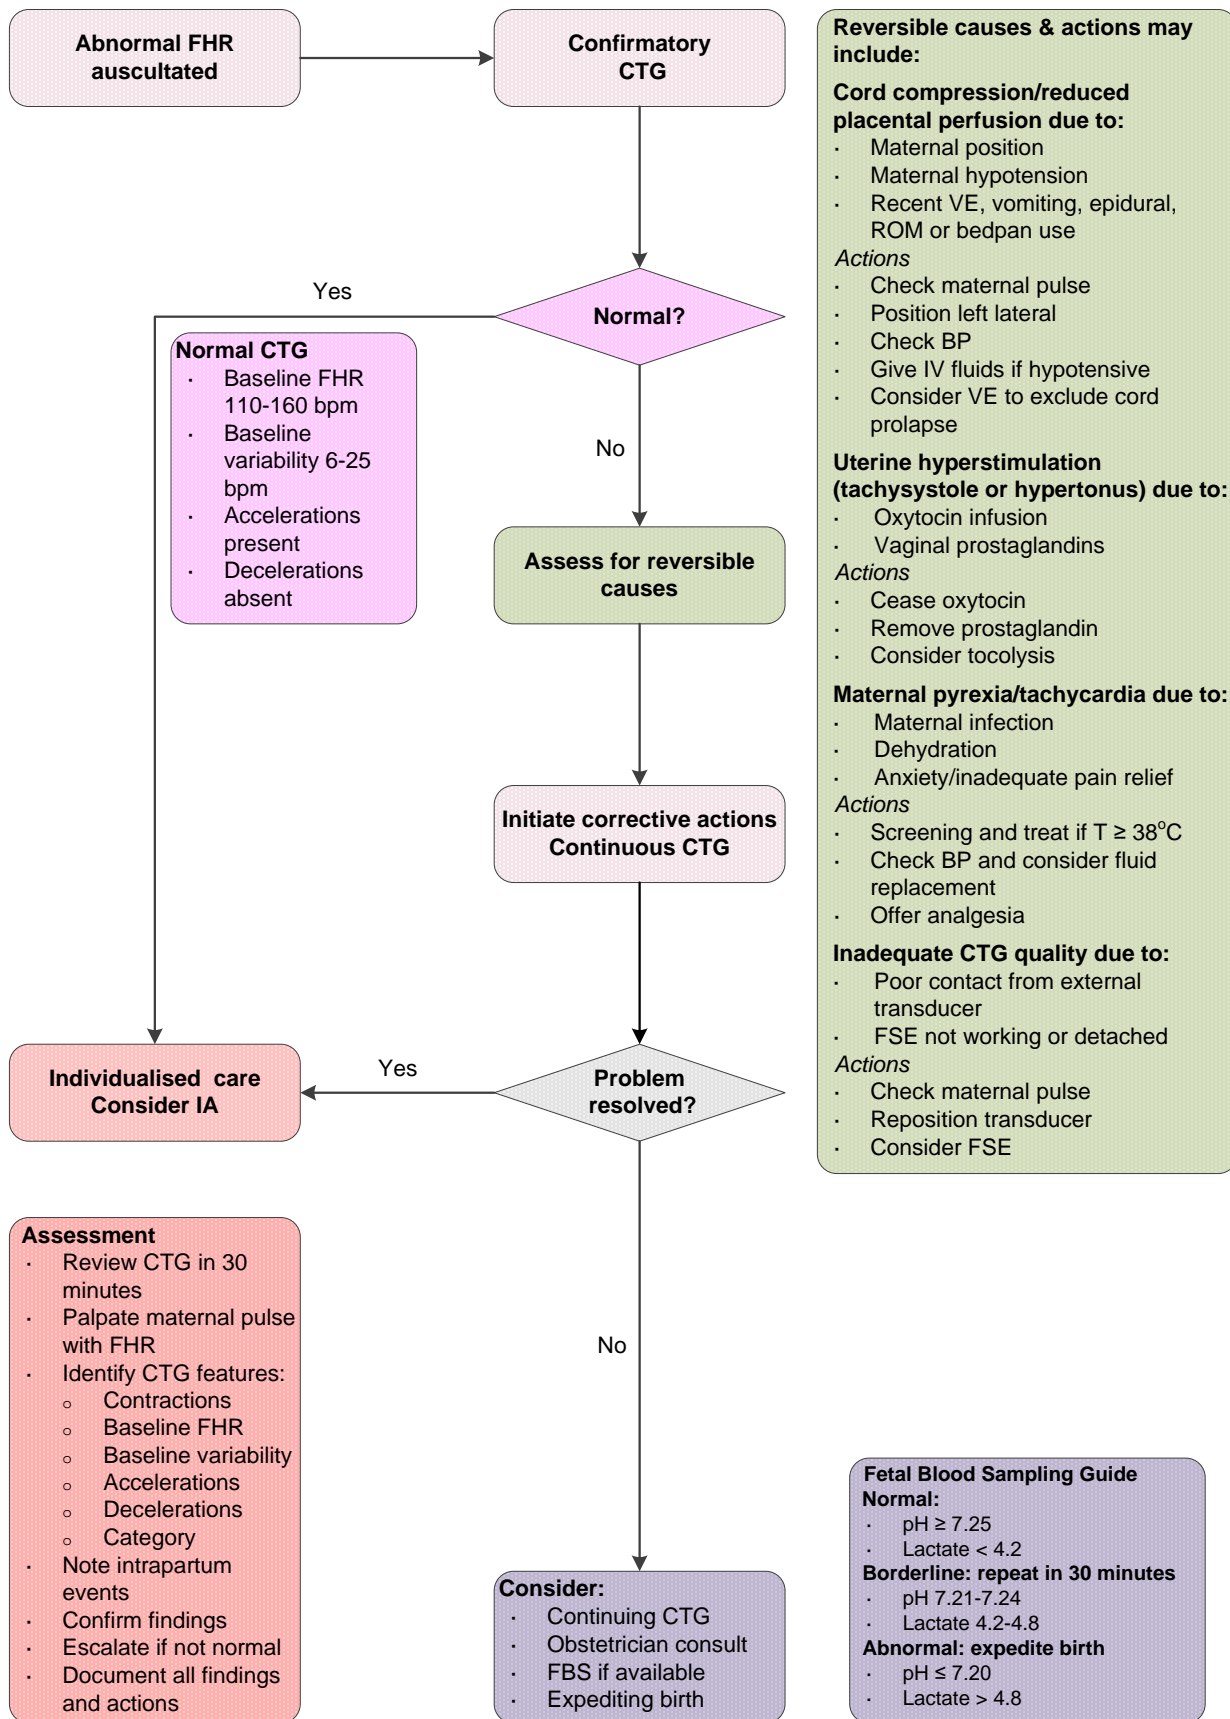 Abnormal FHR
auscultated
Confirmatory
CTG
Normal?
Yes
No
Normal CTG
· Baseline FHR
110-160 bpm
· Baseline
variability 6-25
bpm
· Accelerations
present
· Decelerations
absent
Assess for reversible
causes
Initiate corrective actions
Continuous CTG
Problem
resolved?
Yes
No
Individualised care
Consider IA
Assessment
· Review CTG in 30
minutes
· Palpate maternal pulse
with FHR
· Identify CTG features:
o Contractions
o Baseline FHR
o Baseline variability
o Accelerations
o Decelerations
o Category
· Note intrapartum
events
· Confirm findings
· Escalate if not normal
· Document all findings
and actions
Consider:
· Continuing CTG
· Obstetrician consult
· FBS if available
· Expediting birth
Reversible causes & actions may
include:
Cord compression/reduced
placental perfusion due to:
· Maternal position
· Maternal hypotension
· Recent VE, vomiting, epidural,
ROM or bedpan use
Actions
· Check maternal pulse
· Position left lateral
· Check BP
· Give IV fluids if hypotensive
· Consider VE to exclude cord
prolapse
Uterine hyperstimulation
(tachysystole or hypertonus) due to:
· Oxytocin infusion
· Vaginal prostaglandins
Actions
· Cease oxytocin
· Remove prostaglandin
· Consider tocolysis
Maternal pyrexia/tachycardia due to:
· Maternal infection
· Dehydration
· Anxiety/inadequate pain relief
Actions
· Screening and treat if T ≥ 38°C
· Check BP and consider fluid
replacement
· Offer analgesia
Inadequate CTG quality due to:
· Poor contact from external
transducer
· FSE not working or detached
Actions
· Check maternal pulse
· Reposition transducer
· Consider FSE
Fetal Blood Sampling Guide
Normal:
· pH ≥ 7.25
· Lactate < 4.2
Borderline: repeat in 30 minutes
· pH 7.21-7.24
· Lactate 4.2-4.8
Abnormal: expedite birth
· pH ≤ 7.20
· Lactate > 4.8